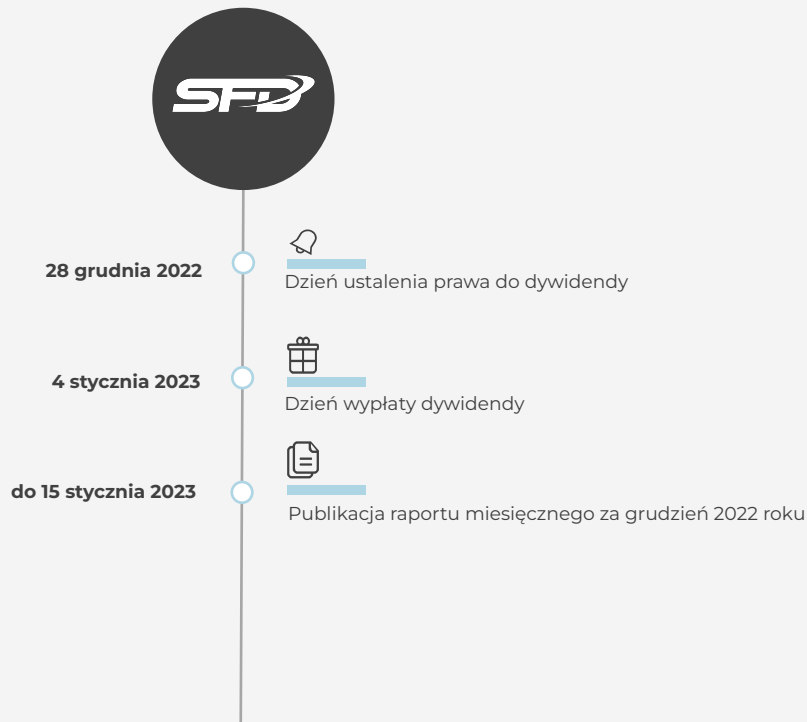 SFD
28 grudnia 2022
Dzień ustalenia prawa do dywidendy
4 stycznia 2023
Dzień wypłaty dywidendy
do 15 stycznia 2023
Publikacja raportu miesięcznego za grudzień 2022 roku